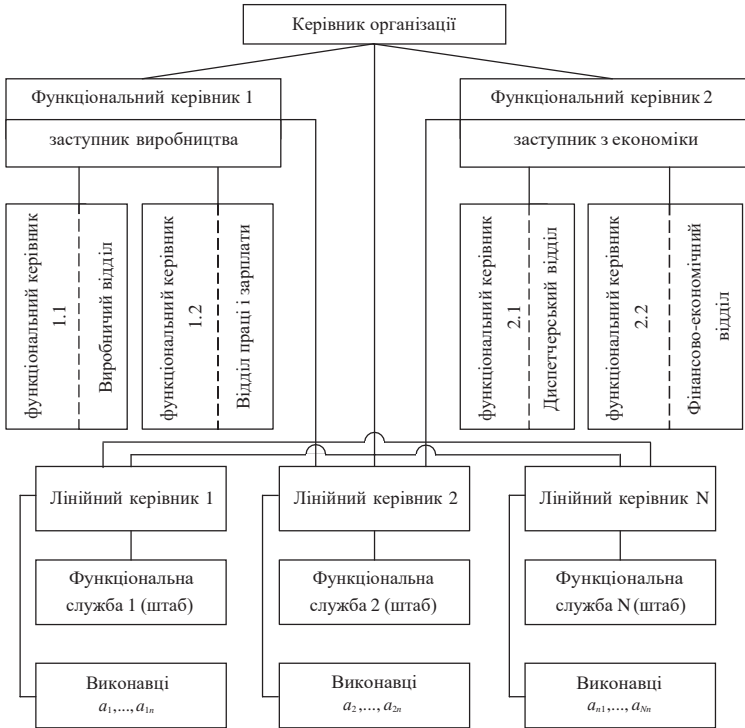 Керівник організації
Функціональний керівник 1
заступник виробництва
Функціональний керівник 2
заступник з економіки
функціональний керівник
1.1
Виробничий відділ
функціональний керівник
1.2
Відділ праці і зарплати
функціональний керівник
2.1
Диспетчерський відділ
функціональний керівник
2.2
Фінансово-економічний
відділ
Лінійний керівник 1
Лінійний керівник 2
Лінійний керівник N
Функціональна
служба 1 (штаб)
Функціональна
служба 2 (штаб)
Функціональна
служба N (штаб)
Виконавці
a₁,..., a₁ₙ
Виконавці
a₂,..., a₂ₙ
Виконавці
aₙ₁,..., a_Nn